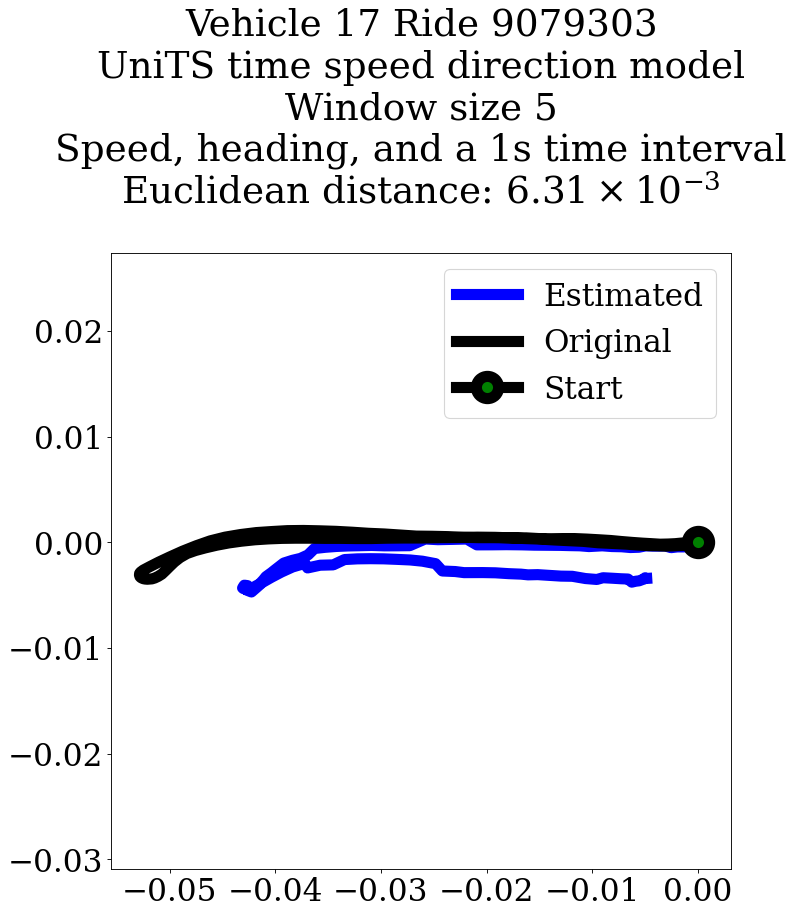 Vehicle 17 Ride 9079303
UniTS time speed direction model
Window size 5
Speed, heading, and a 1s time interval
Euclidean distance: 6.31 × 10⁻³
Estimated
Original
Start
0.02
0.01
0.00
−0.01
−0.02
−0.03
−0.05 −0.04 −0.03 −0.02 −0.01 0.00